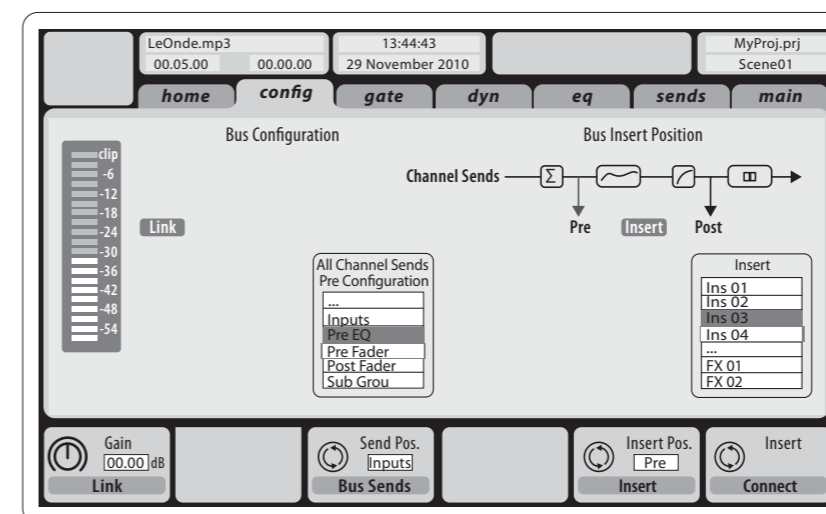 LeOnde.mp3
00.05.00 00.00.00
13:44:43
29 November 2010
MyProj.prj
Scene01
home config gate dyn eq sends main
Bus Configuration
Bus Insert Position
clip
-6
-12
-18
-24
-30
-36
-42
-48
-54
Link
Channel Sends
Σ
Pre Insert Post
All Channel Sends
Pre Configuration
...
Inputs
Pre EQ
Pre Fader
Post Fader
Sub Grou
Insert
Ins 01
Ins 02
Ins 03
Ins 04
...
FX 01
FX 02
Gain
00.00 dB
Link
Send Pos.
Inputs
Bus Sends
Insert Pos.
Pre
Insert
Insert
Connect